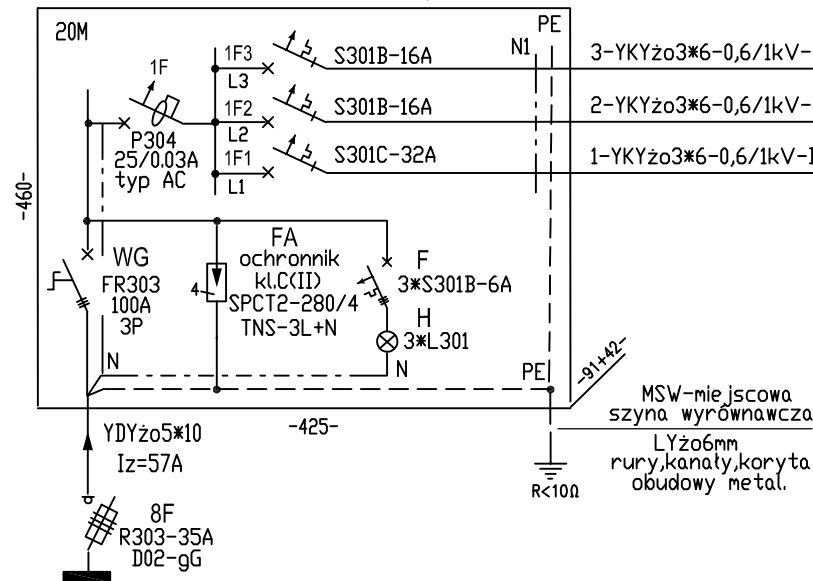 20M
PE
1F
1F3
S301B-16A
N1
3-YKYżo3*6-0,6/1kV-
L3
1F2
S301B-16A
2-YKYżo3*6-0,6/1kV-
L2
P304
25/0.03A
typ AC
1F1
S301C-32A
1-YKYżo3*6-0,6/1kV-
L1
-460-
WG
FR303
100A
3P
FA
ochronnik
kl.C(II)
SPCT2-280/4
TNS-3L+N
4
F
3*S301B-6A
H
3*L301
N
N
PE
-91+42-
-425-
MSW-miejscowa
szyna wyrównawcza
LYżo6mm
rury,kanały,koryta
obudowy metal.
R<10Ω
YDYżo5*10
Iz=57A
8F
R303-35A
D02-gG